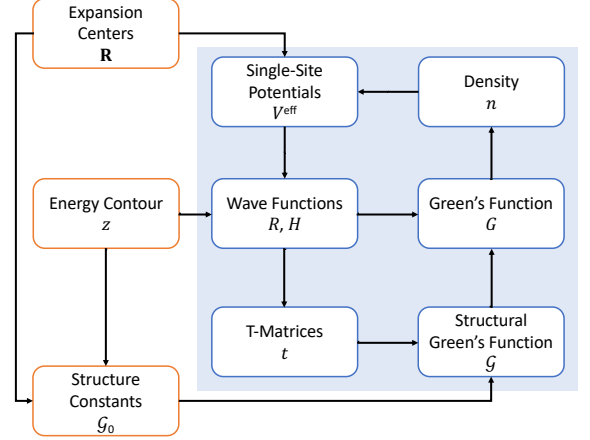 Expansion
Centers
𝐑
Single-Site
Potentials
Vᵉᶠᶠ
Density
n
Energy Contour
z
Wave Functions
R, H
Green's Function
G
T-Matrices
t
Structural
Green's Function
𝒢
Structure
Constants
𝒢₀